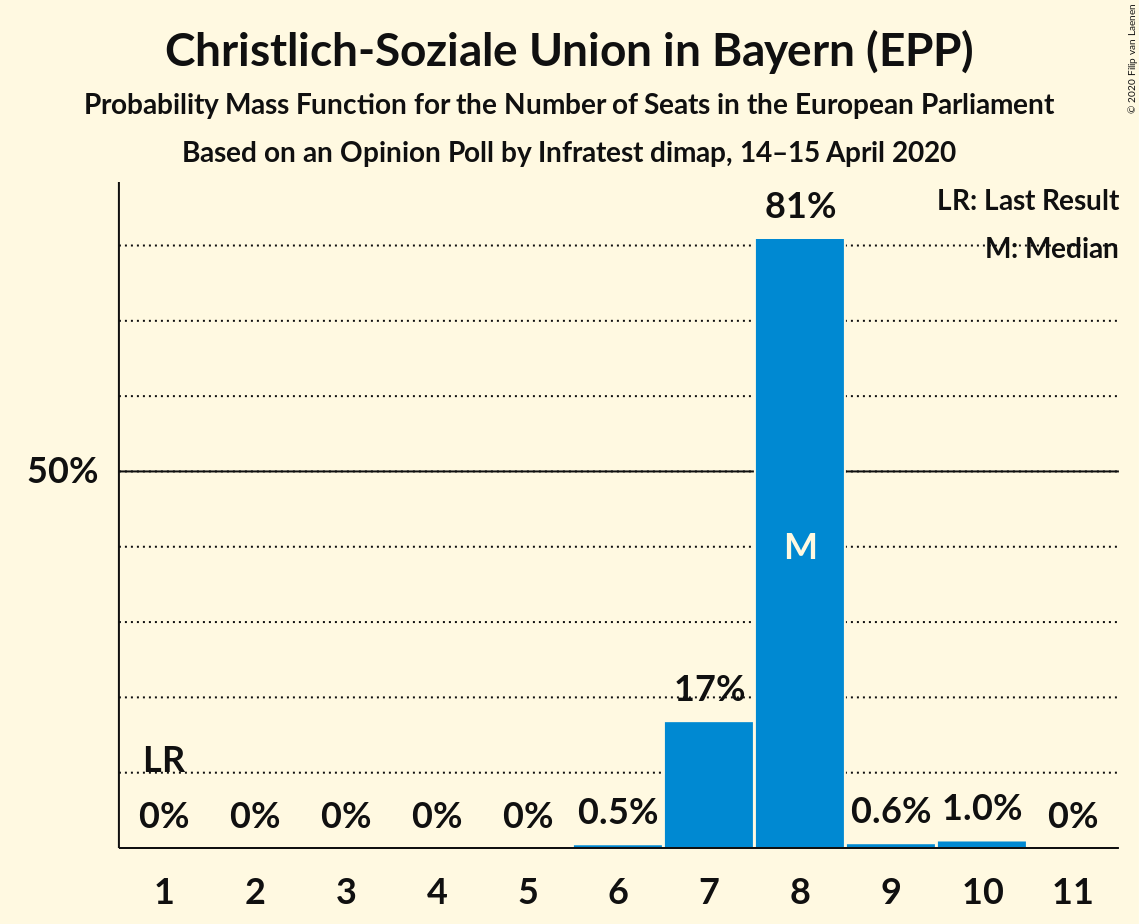 Christlich-Soziale Union in Bayern (EPP)
Probability Mass Function for the Number of Seats in the European Parliament
Based on an Opinion Poll by Infratest dimap, 14–15 April 2020
© 2020 Filip van Laenen
LR: Last Result
M: Median
81%
50%
M
17%
LR
0% 0% 0% 0% 0% 0.5% 0.6% 1.0% 0%
1 2 3 4 5 6 7 8 9 10 11